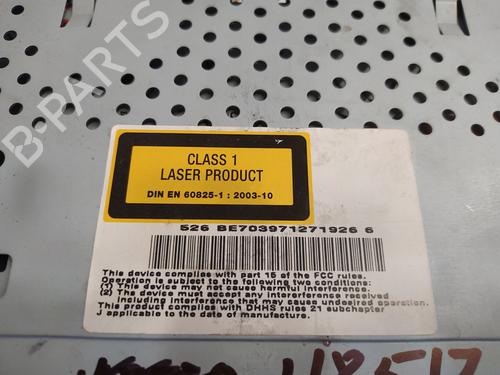 B-PARTS
CLASS 1
LASER PRODUCT
DIN EN 60825-1 : 2003-10
526 BE703971271926 6
This device complies with part 15 of the FCC rules.
Operation is subject to the following two conditions:
(1) This device may not cause harmful interference.
(2) The device must accept any interference received
including interference that may cause undesired operation.
This product complies with DHHS rules 21 subchapter
J applicable to the date of manufacture.